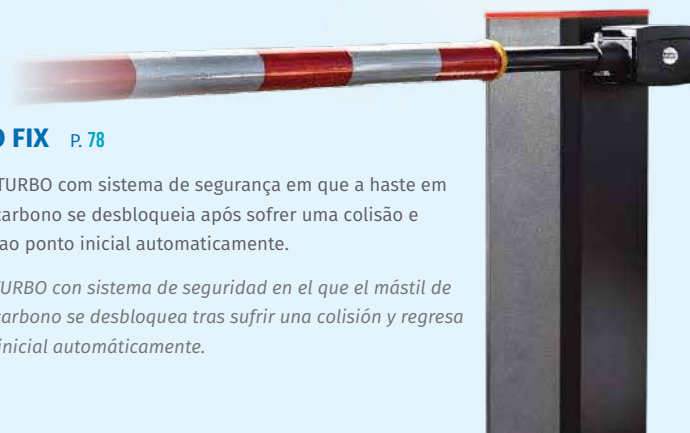 FIX P. 78
TURBO com sistema de segurança em que a haste em
carbono se desbloqueia após sofrer uma colisão e
ao ponto inicial automaticamente.
TURBO con sistema de seguridad en el que el mástil de
carbono se desbloquea tras sufrir una colisión y regresa
inicial automáticamente.